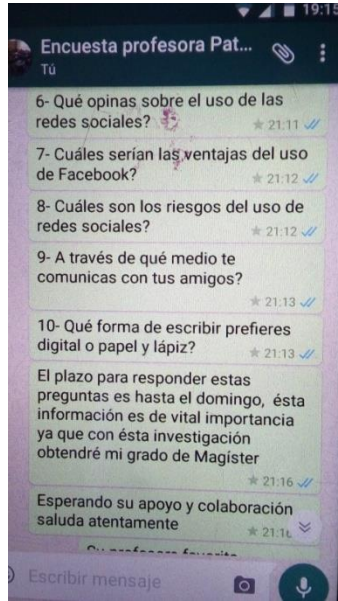 19:15
Encuesta profesora Pat...
Tú
6- Qué opinas sobre el uso de las
redes sociales?
21:11
7- Cuáles serían las ventajas del uso
de Facebook?
21:12
8- Cuáles son los riesgos del uso de
redes sociales?
21:12
9- A través de qué medio te
comunicas con tus amigos?
21:13
10- Qué forma de escribir prefieres
digital o papel y lápiz?
21:13
El plazo para responder estas
preguntas es hasta el domingo, ésta
información es de vital importancia
ya que con ésta investigación
obtendré mi grado de Magíster
21:16
Esperando su apoyo y colaboración
saluda atentamente
Su profesora favorita
Escribir mensaje